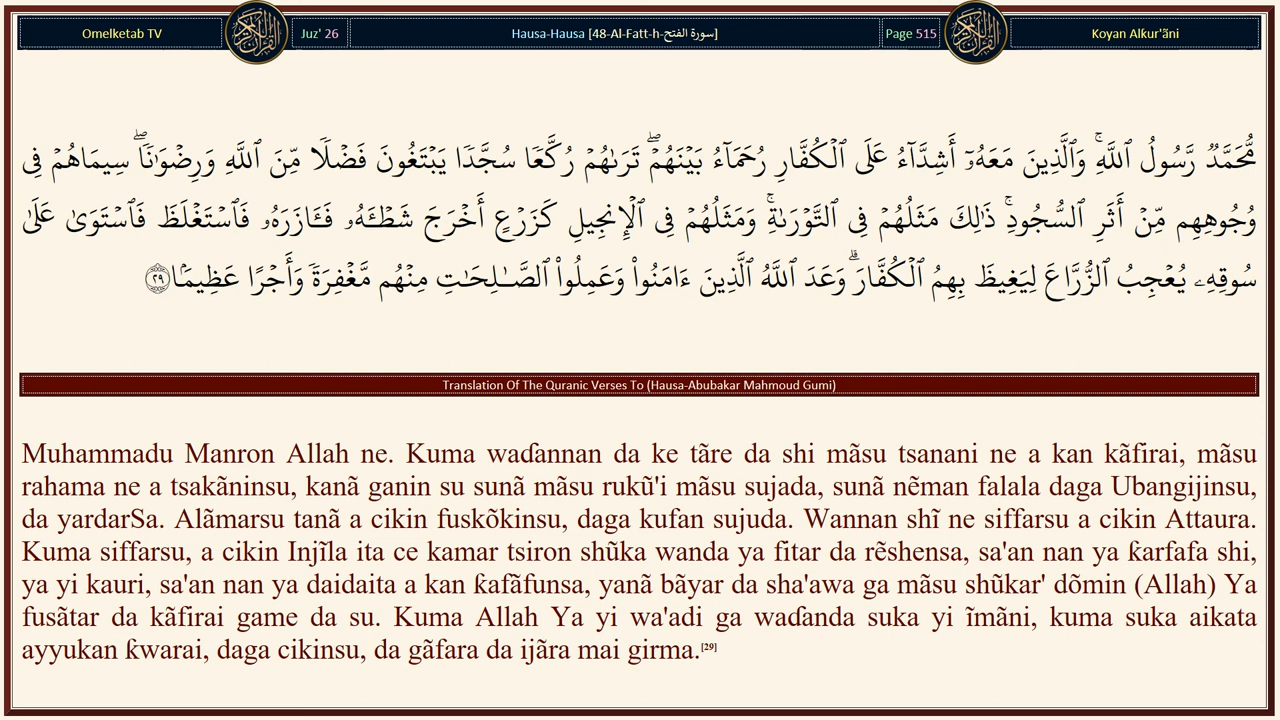 Omelketab TV
Juz' 26
Hausa-Hausa [48-Al-Fatt-h-سورة الفتح]
Page 515
Koyan Alƙur'ãni
مُّحَمَّدٌ رَّسُولُ ٱللَّهِۚ وَٱلَّذِينَ مَعَهُۥٓ أَشِدَّآءُ عَلَى ٱلۡكُفَّارِ رُحَمَآءُ بَيۡنَهُمۡۖ تَرَىٰهُمۡ رُكَّعٗا سُجَّدٗا يَبۡتَغُونَ فَضۡلٗا مِّنَ ٱللَّهِ وَرِضۡوَٰنٗاۖ سِيمَاهُمۡ فِي
وُجُوهِهِم مِّنۡ أَثَرِ ٱلسُّجُودِۚ ذَٰلِكَ مَثَلُهُمۡ فِي ٱلتَّوۡرَىٰةِۚ وَمَثَلُهُمۡ فِي ٱلۡإِنجِيلِ كَزَرۡعٍ أَخۡرَجَ شَطۡـَٔهُۥ فَـَٔازَرَهُۥ فَٱسۡتَغۡلَظَ فَٱسۡتَوَىٰ عَلَىٰ
سُوقِهِۦ يُعۡجِبُ ٱلزُّرَّاعَ لِيَغِيظَ بِهِمُ ٱلۡكُفَّارَۗ وَعَدَ ٱللَّهُ ٱلَّذِينَ ءَامَنُواْ وَعَمِلُواْ ٱلصَّـٰلِحَـٰتِ مِنۡهُم مَّغۡفِرَةٗ وَأَجۡرًا عَظِيمَۢا ٢٩
Translation Of The Quranic Verses To (Hausa-Abubakar Mahmoud Gumi)
Muhammadu Manron Allah ne. Kuma waɗannan da ke tãre da shi mãsu tsanani ne a kan kãfirai, mãsu
rahama ne a tsakãninsu, kanã ganin su sunã mãsu rukũ'i mãsu sujada, sunã nẽman falala daga Ubangijinsu,
da yardarSa. Alãmarsu tanã a cikin fuskõkinsu, daga kufan sujuda. Wannan shĩ ne siffarsu a cikin Attaura.
Kuma siffarsu, a cikin Injĩla ita ce kamar tsiron shũka wanda ya fitar da rẽshensa, sa'an nan ya ƙarfafa shi,
ya yi kauri, sa'an nan ya daidaita a kan ƙafãfunsa, yanã bãyar da sha'awa ga mãsu shũkar' dõmin (Allah) Ya
fusãtar da kãfirai game da su. Kuma Allah Ya yi wa'adi ga waɗanda suka yi ĩmãni, kuma suka aikata
ayyukan ƙwarai, daga cikinsu, da gãfara da ijãra mai girma.[29]